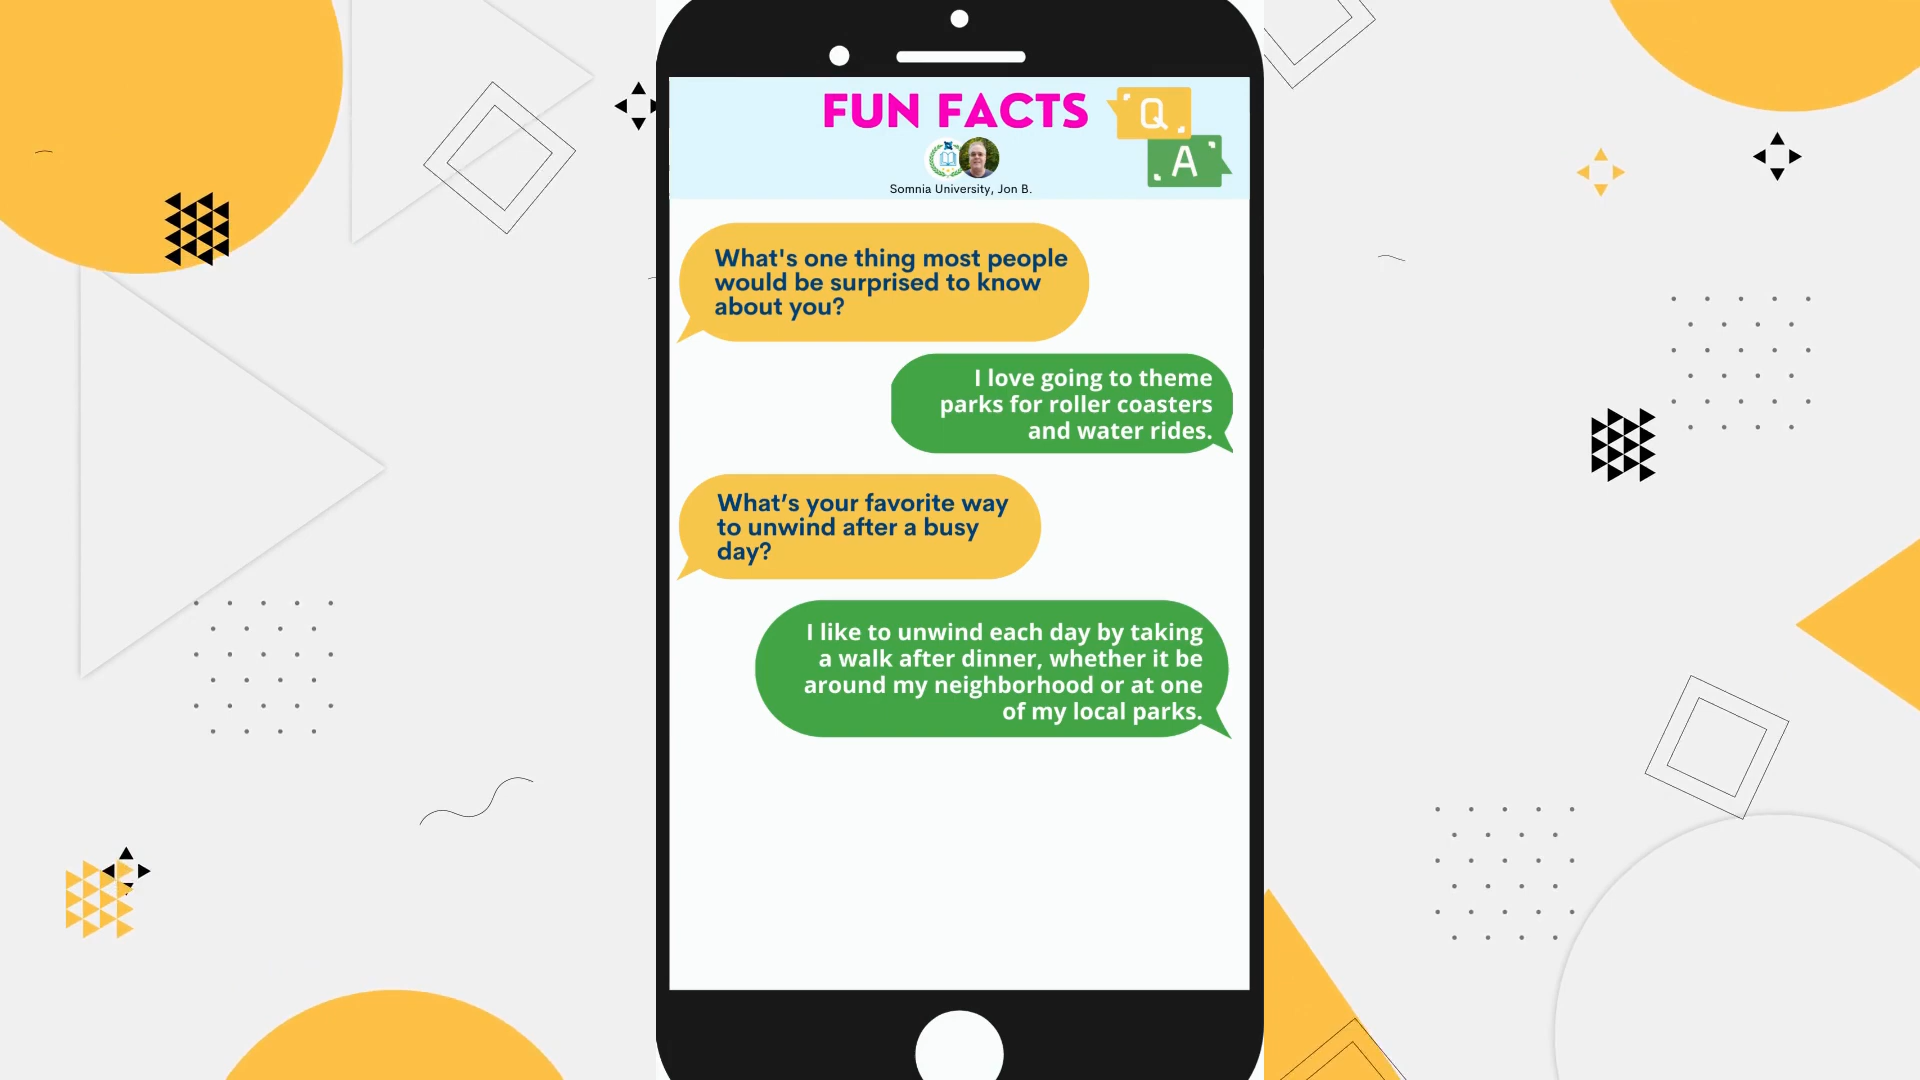 FUN FACTS
Q
A
Somnia University, Jon B.
What's one thing most people
would be surprised to know
about you?
I love going to theme
parks for roller coasters
and water rides.
What’s your favorite way
to unwind after a busy
day?
I like to unwind each day by taking
a walk after dinner, whether it be
around my neighborhood or at one
of my local parks.